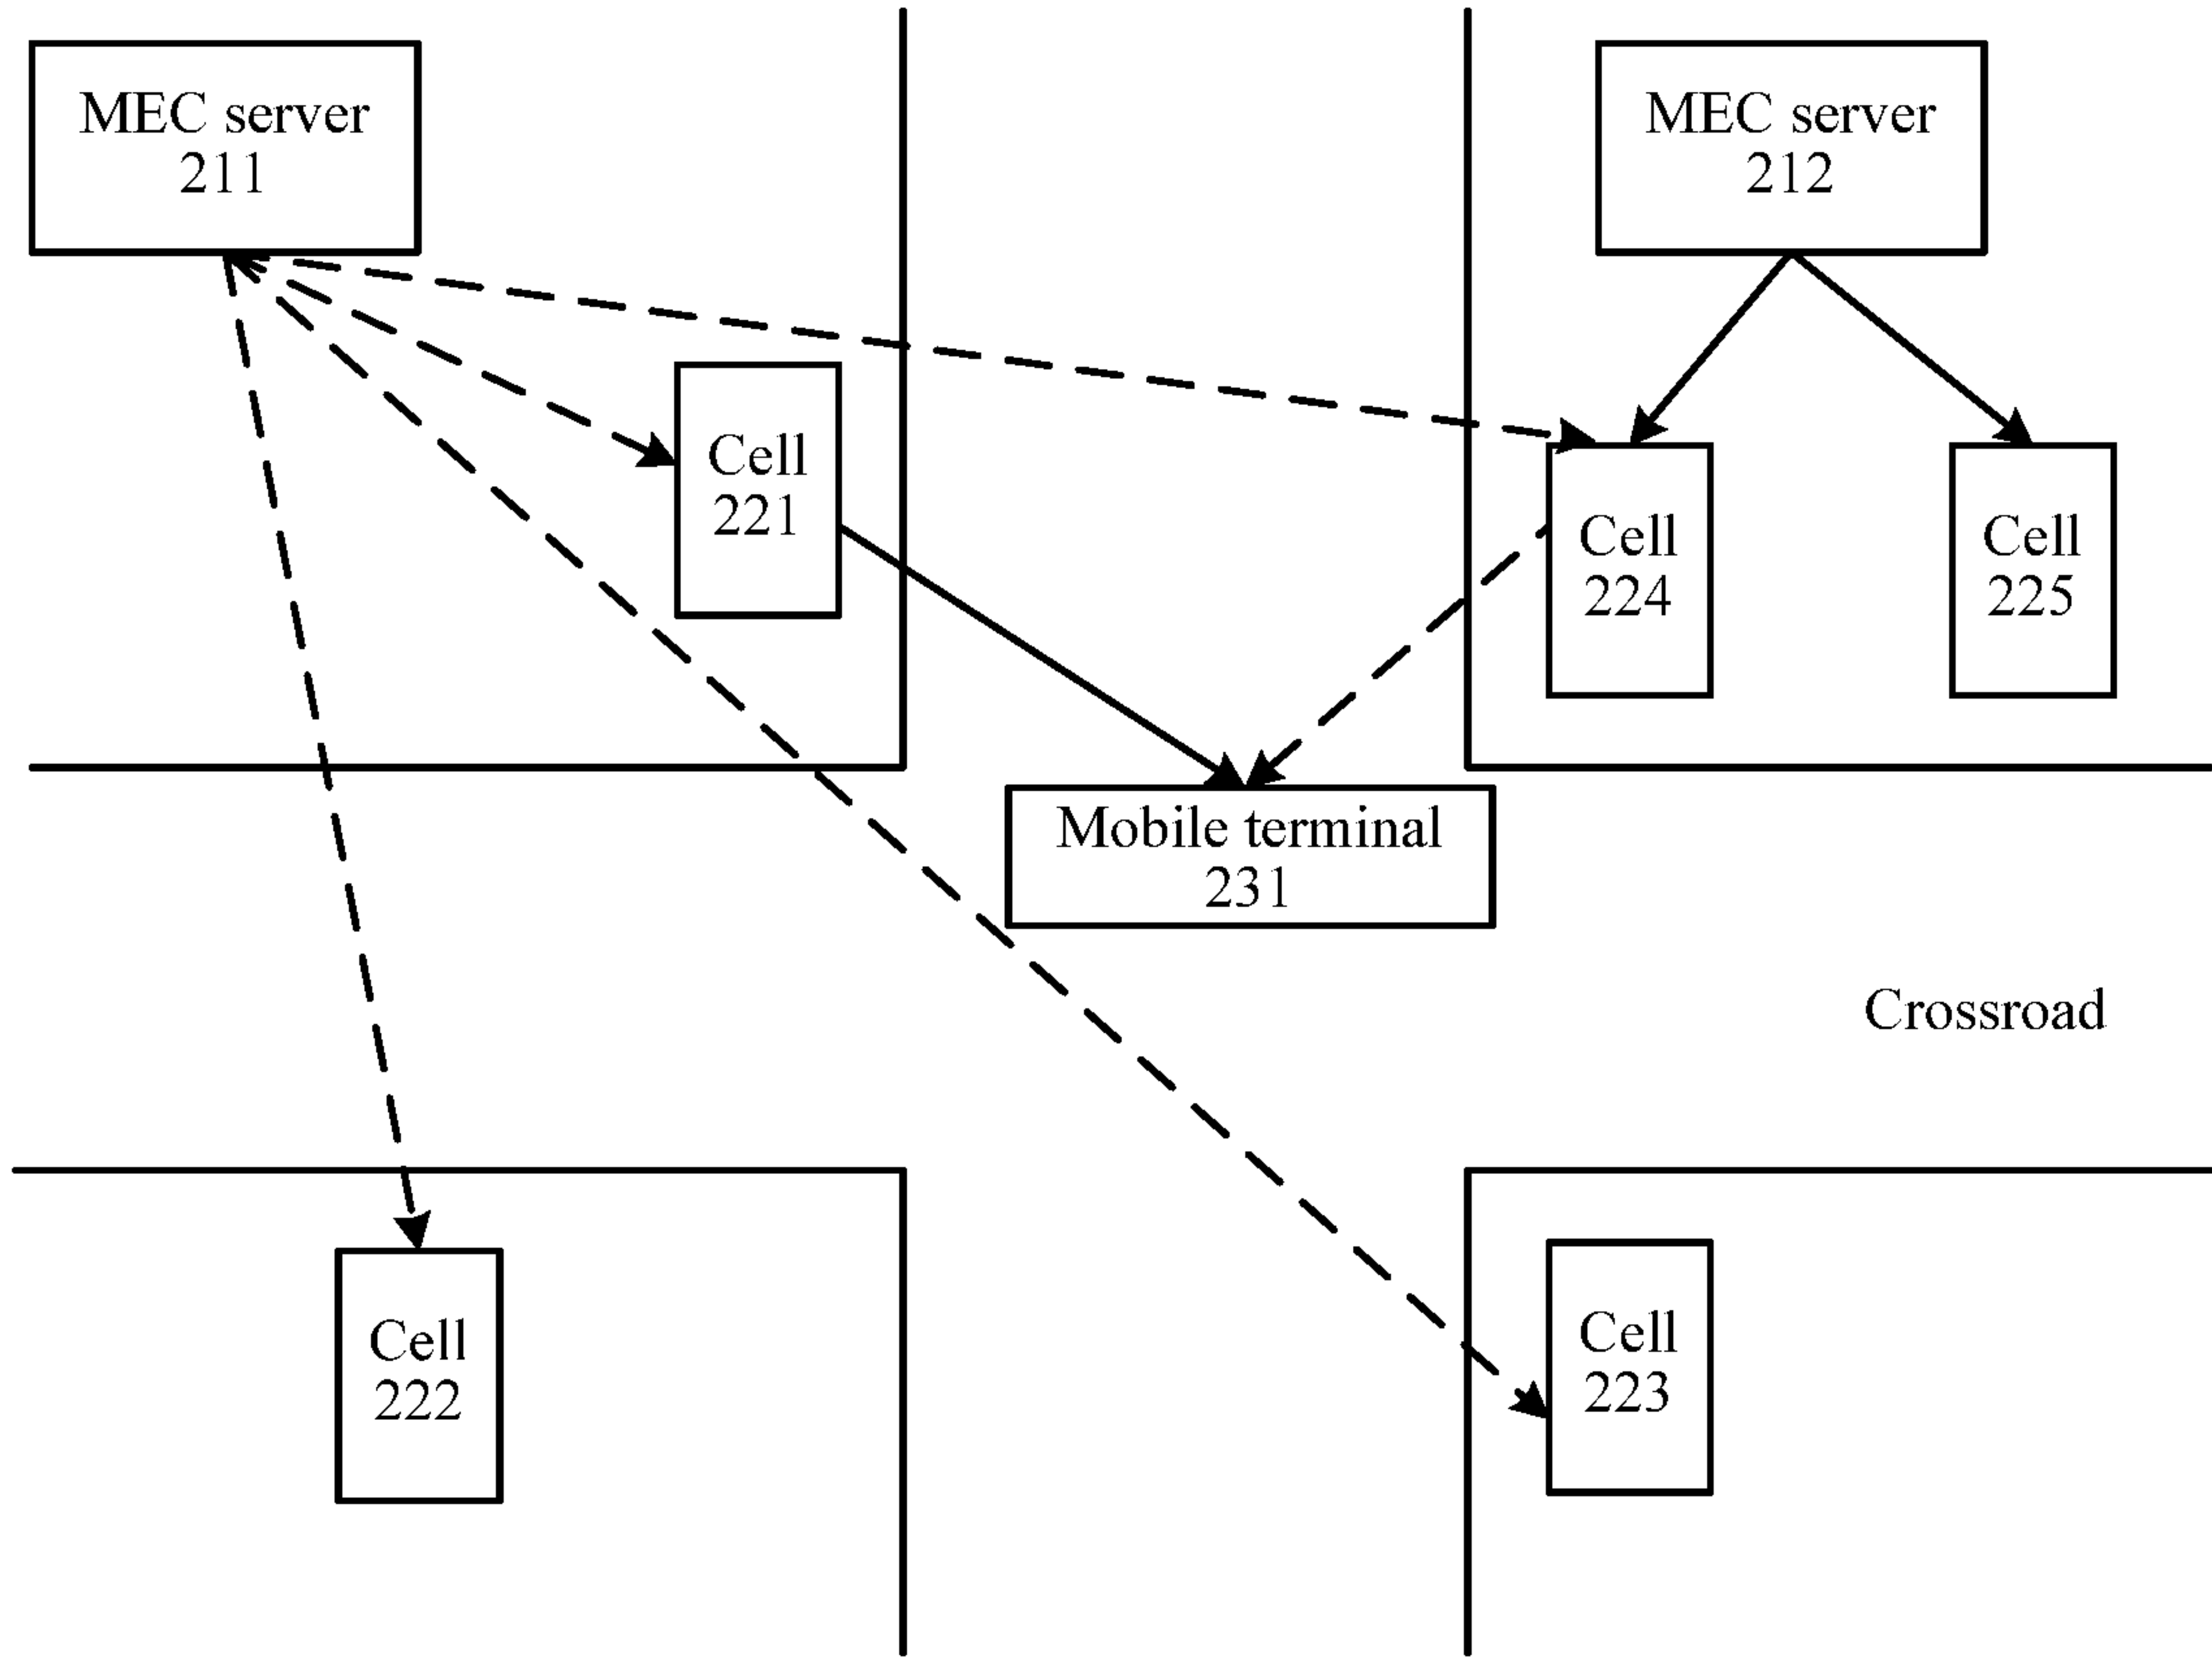 MEC server
211
MEC server
212
Cell
221
Cell
224
Cell
225
Mobile terminal
231
Crossroad
Cell
222
Cell
223